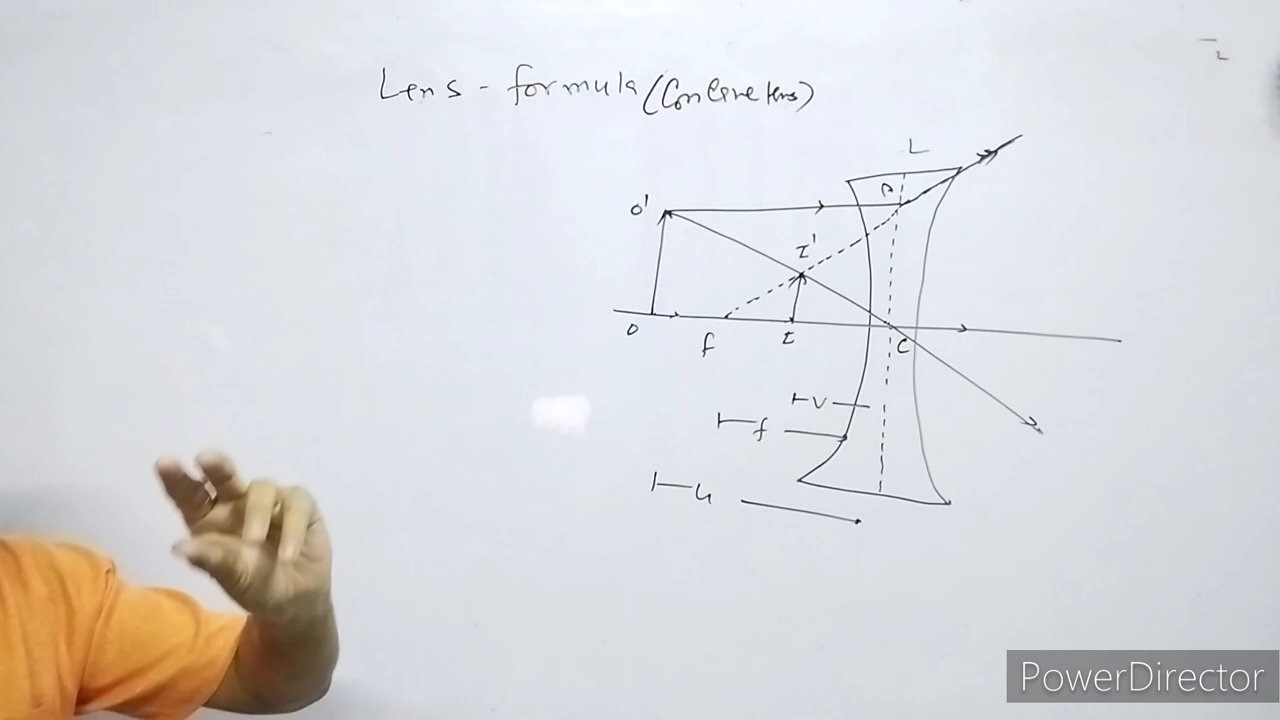 Lens - formula (Concave lens)
L
A
O'
I'
O
F
I
C
v
f
u
PowerDirector